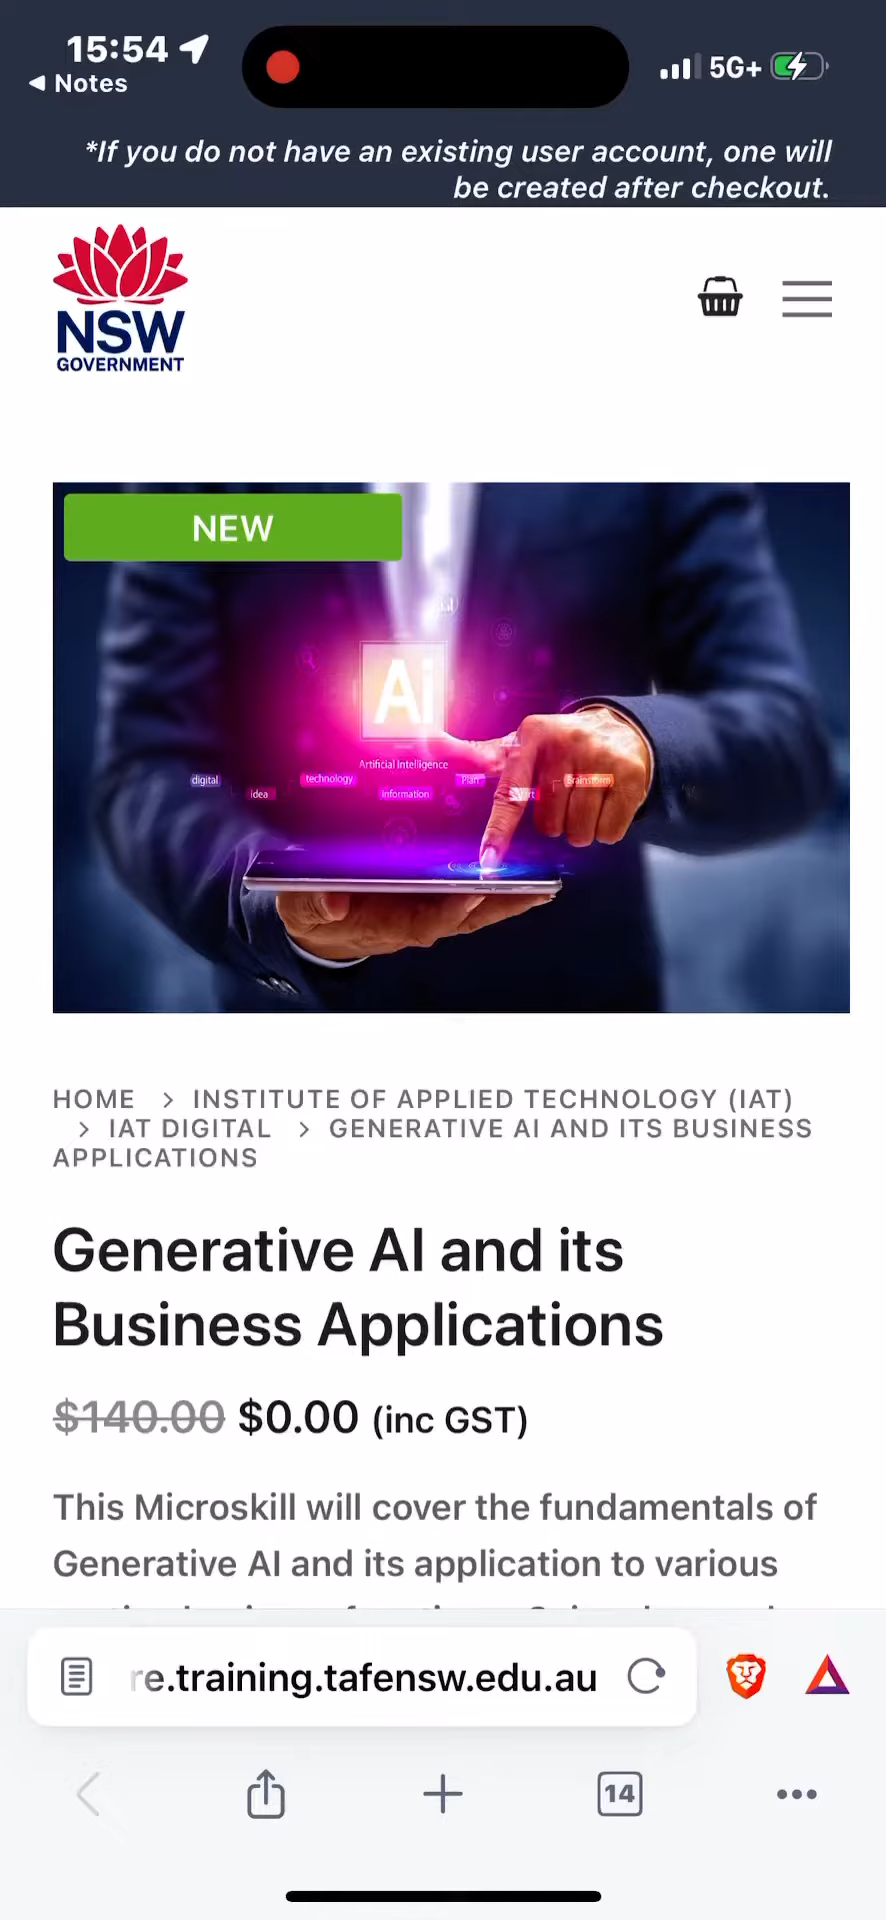 15:54
5G+
Notes
*If you do not have an existing user account, one will
be created after checkout.
NSW
GOVERNMENT
NEW
Ai
Artificial Intelligence
digital
idea
technology
information
Plan
Brainstorm
HOME > INSTITUTE OF APPLIED TECHNOLOGY (IAT)
> IAT DIGITAL > GENERATIVE AI AND ITS BUSINESS
APPLICATIONS
Generative AI and its
Business Applications
$140.00 $0.00 (inc GST)
This Microskill will cover the fundamentals of
Generative AI and its application to various
re.training.tafensw.edu.au
14